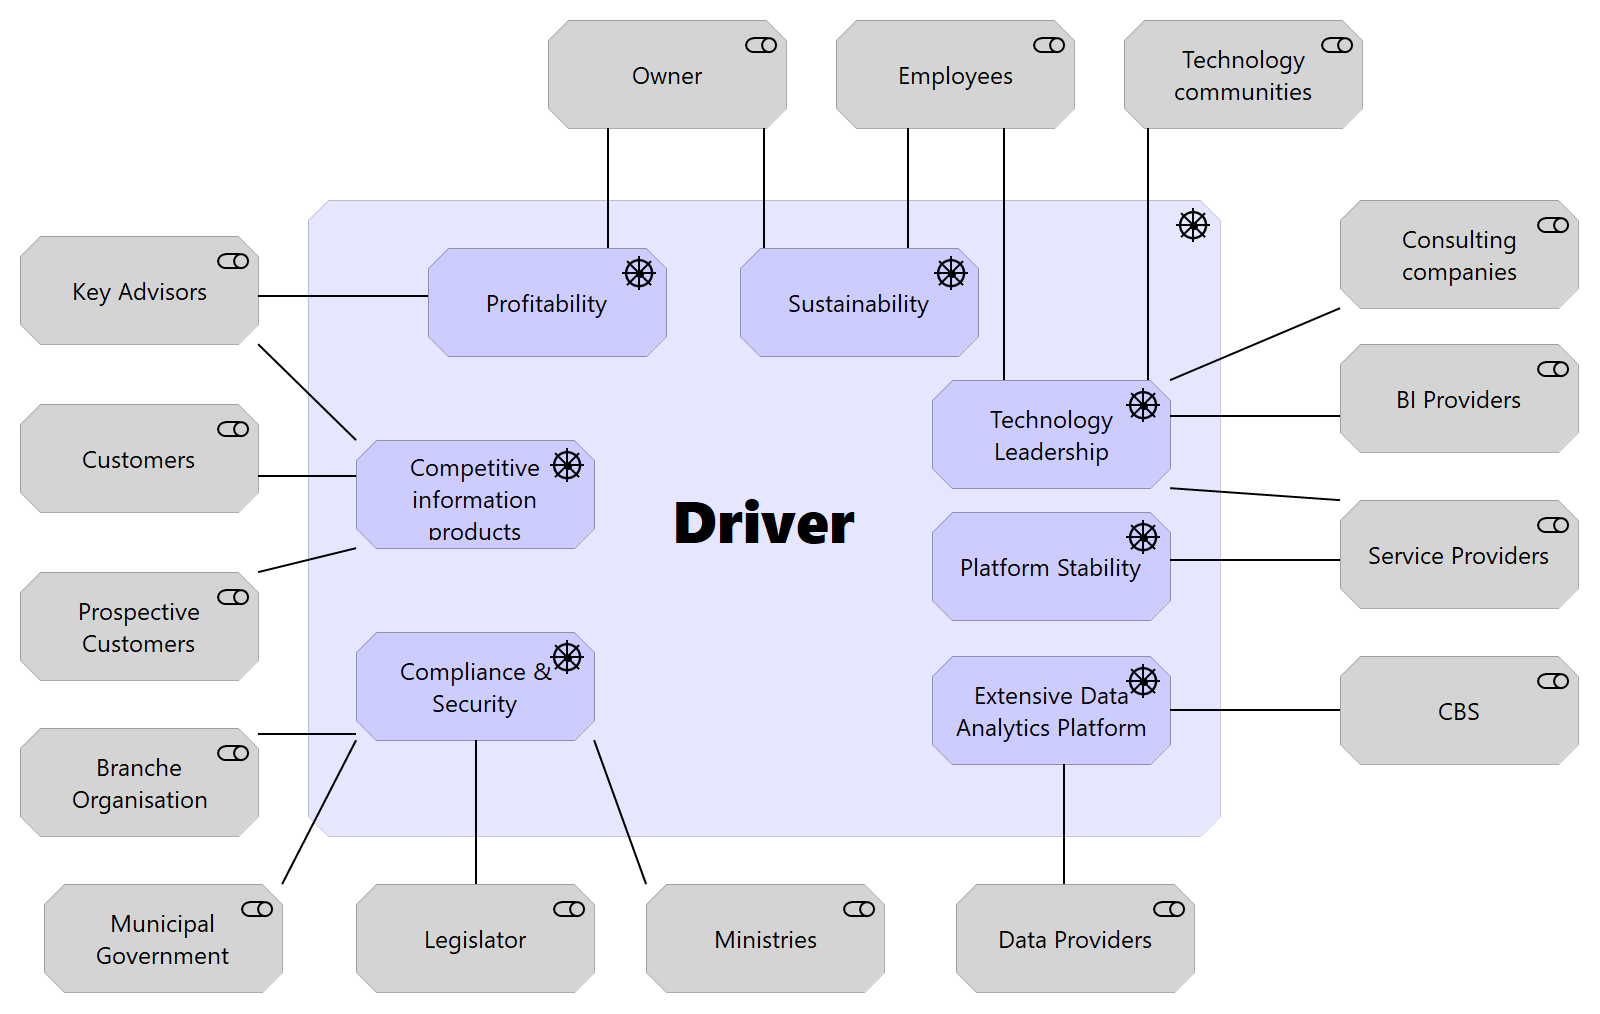 Owner
Employees
Technology
communities
Key Advisors
Profitability
Sustainability
Consulting
companies
Customers
Competitive
information
products
Technology
Leadership
BI Providers
Driver
Prospective
Customers
Platform Stability
Service Providers
Compliance &
Security
Extensive Data
Analytics Platform
CBS
Branche
Organisation
Municipal
Government
Legislator
Ministries
Data Providers